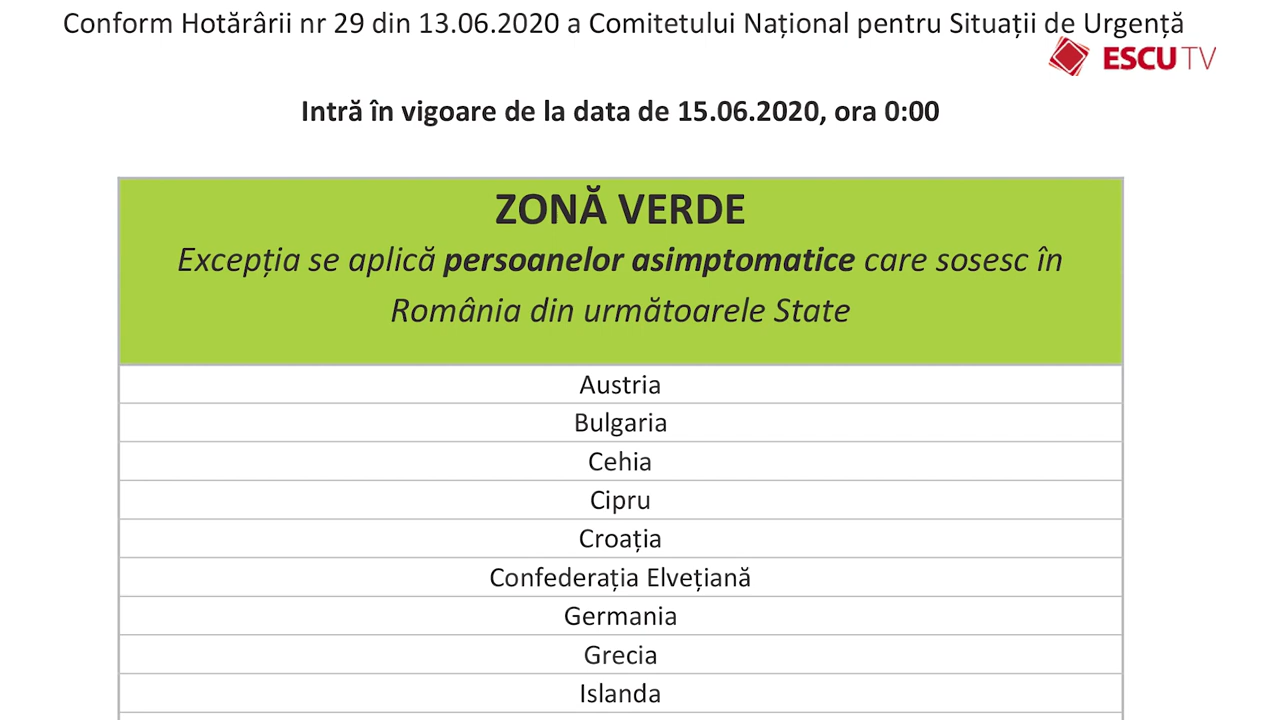 Conform Hotărârii nr 29 din 13.06.2020 a Comitetului Național pentru Situații de Urgență
ESCU TV
Intră în vigoare de la data de 15.06.2020, ora 0:00
ZONĂ VERDE
Excepția se aplică persoanelor asimptomatice care sosesc în
România din următoarele State
Austria
Bulgaria
Cehia
Cipru
Croația
Confederația Elvețiană
Germania
Grecia
Islanda